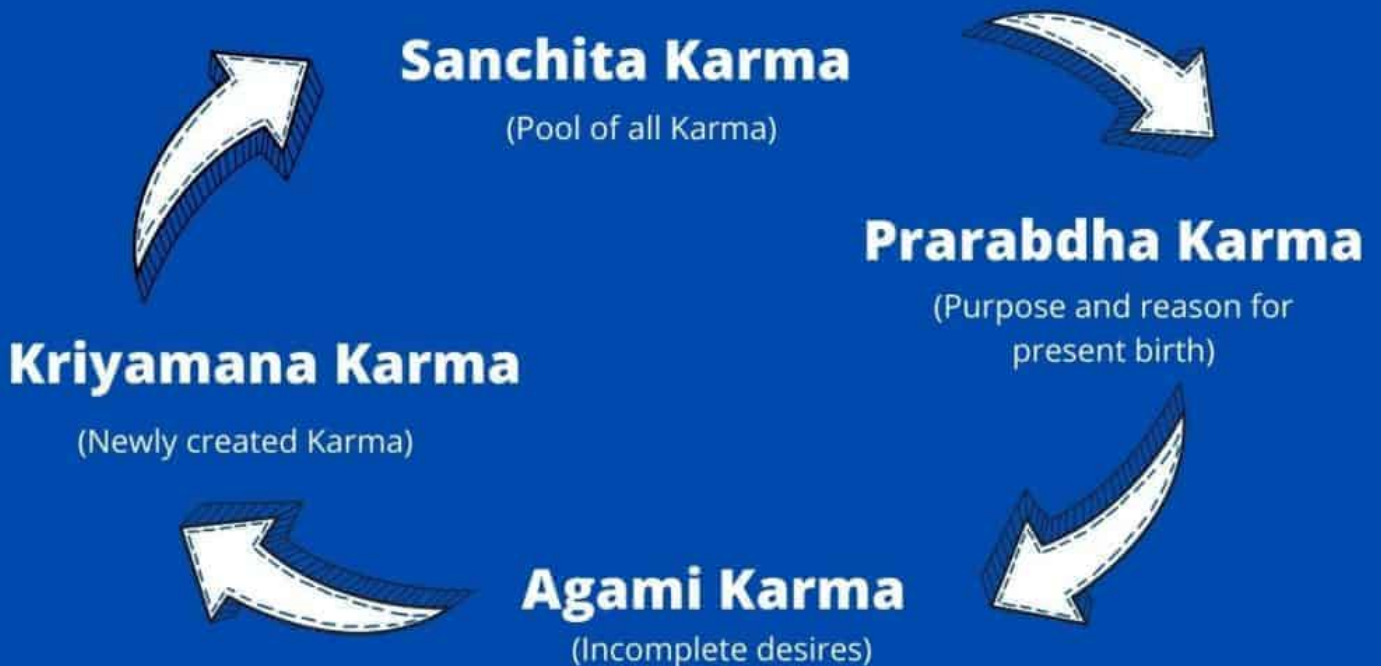 Sanchita Karma
(Pool of all Karma)
Prarabdha Karma
(Purpose and reason for
present birth)
Agami Karma
(Incomplete desires)
Kriyamana Karma
(Newly created Karma)